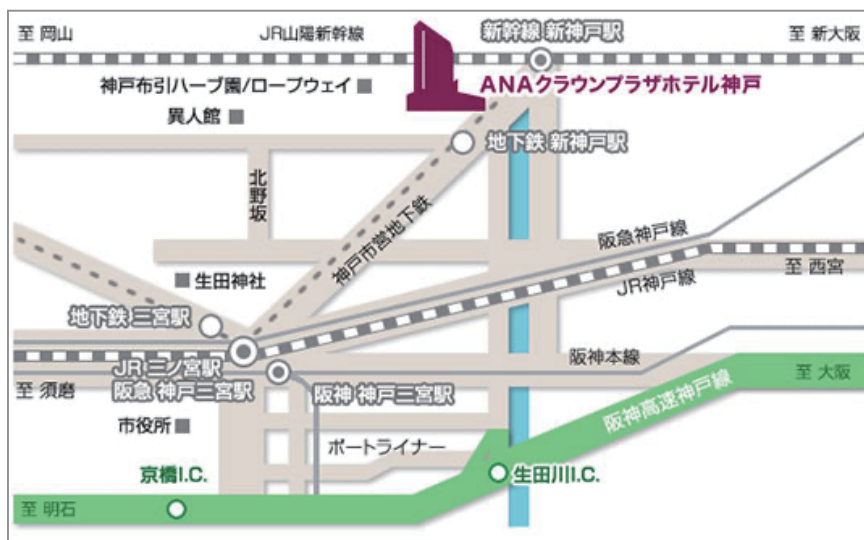 至 岡山
JR山陽新幹線
新幹線 新神戸駅
至 新大阪
神戸布引ハーブ園/ロープウェイ
ANAクラウンプラザホテル神戸
異人館
地下鉄 新神戸駅
北野坂
神戸市営地下鉄
阪急神戸線
生田神社
JR神戸線
至 西宮
地下鉄 三宮駅
JR 三ノ宮駅
阪神本線
至 須磨
阪急 神戸三宮駅
阪神 神戸三宮駅
阪神高速神戸線
至 大阪
市役所
ポートライナー
京橋I.C.
生田川I.C.
至 明石